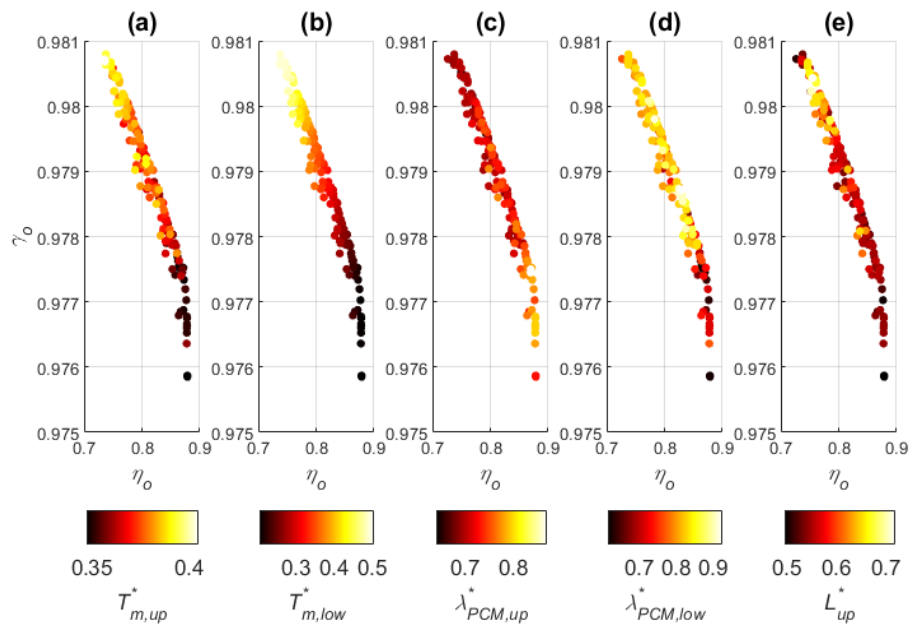 (a) (b) (c) (d) (e)
0.981 0.981 0.981 0.981 0.981
0.98 0.98 0.98 0.98 0.98
0.979 0.979 0.979 0.979 0.979
γo 0.978 0.978 0.978 0.978 0.978
0.977 0.977 0.977 0.977 0.977
0.976 0.976 0.976 0.976 0.976
0.975 0.975 0.975 0.975 0.975
0.7 0.8 0.9 0.7 0.8 0.9 0.7 0.8 0.9 0.7 0.8 0.9 0.7 0.8 0.9
ηo ηo ηo ηo ηo
0.35 0.4 0.3 0.4 0.5 0.7 0.8 0.7 0.8 0.9 0.5 0.6 0.7
T*m,up T*m,low λ*PCM,up λ*PCM,low L*up